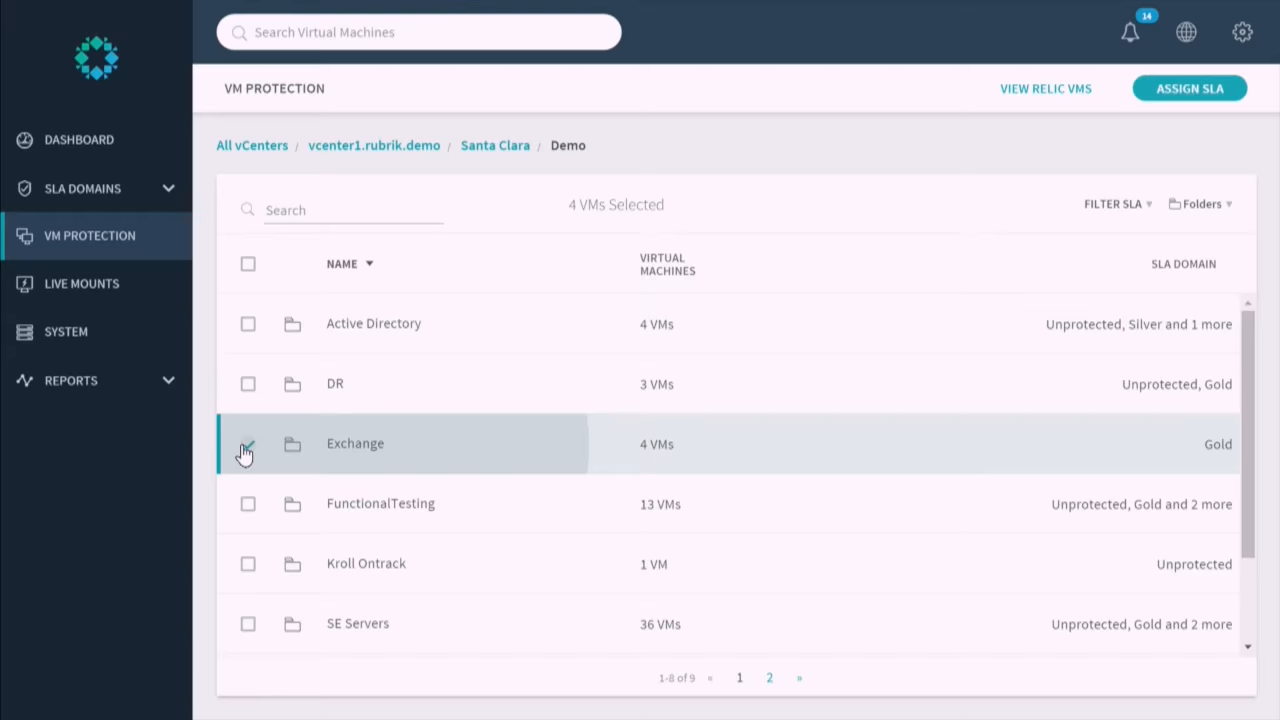 Search Virtual Machines
14
VM PROTECTION
VIEW RELIC VMS
ASSIGN SLA
DASHBOARD
SLA DOMAINS
VM PROTECTION
LIVE MOUNTS
SYSTEM
REPORTS
All vCenters / vcenter1.rubrik.demo / Santa Clara / Demo
Search
4 VMs Selected
FILTER SLA
Folders
NAME
VIRTUAL
MACHINES
SLA DOMAIN
Active Directory
4 VMs
Unprotected, Silver and 1 more
DR
3 VMs
Unprotected, Gold
Exchange
4 VMs
Gold
FunctionalTesting
13 VMs
Unprotected, Gold and 2 more
Kroll Ontrack
1 VM
Unprotected
SE Servers
36 VMs
Unprotected, Gold and 2 more
1-8 of 9 « 1 2 »